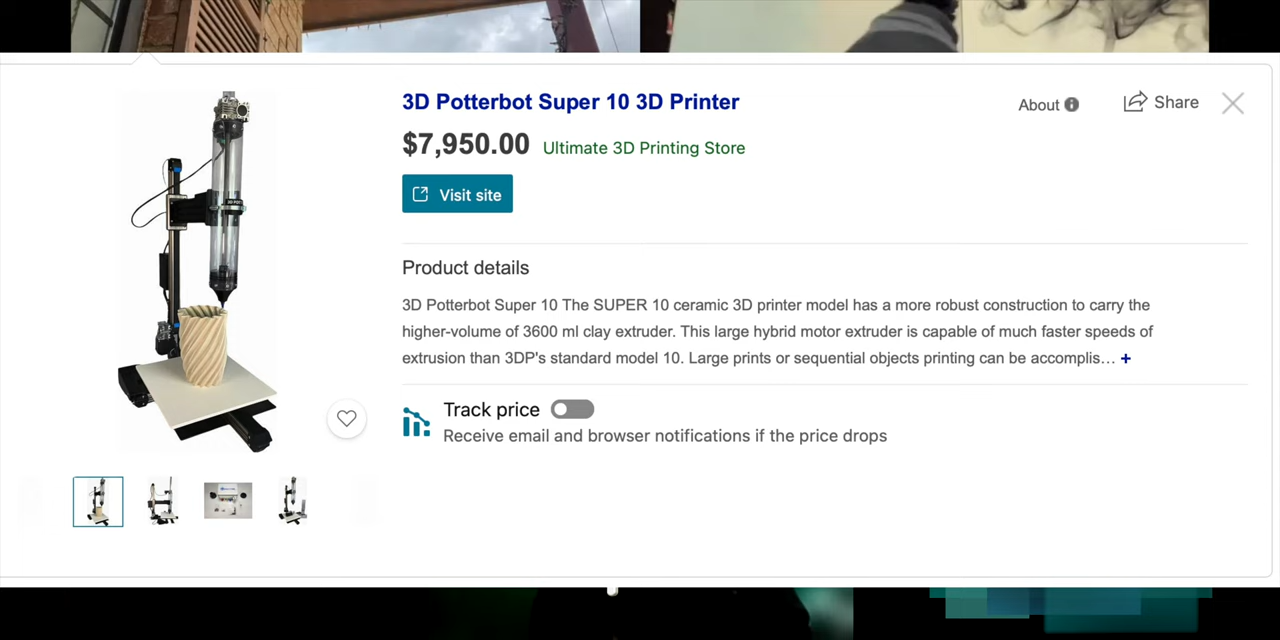 3D Potterbot Super 10 3D Printer
About
Share
$7,950.00 Ultimate 3D Printing Store
Visit site
Product details
3D Potterbot Super 10 The SUPER 10 ceramic 3D printer model has a more robust construction to carry the
higher-volume of 3600 ml clay extruder. This large hybrid motor extruder is capable of much faster speeds of
extrusion than 3DP's standard model 10. Large prints or sequential objects printing can be accomplis… +
Track price
Receive email and browser notifications if the price drops